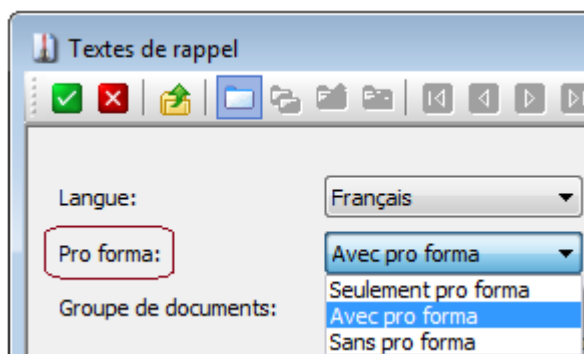 Textes de rappel
Langue: Français
Pro forma: Avec pro forma
Seulement pro forma
Groupe de documents: Avec pro forma
Sans pro forma